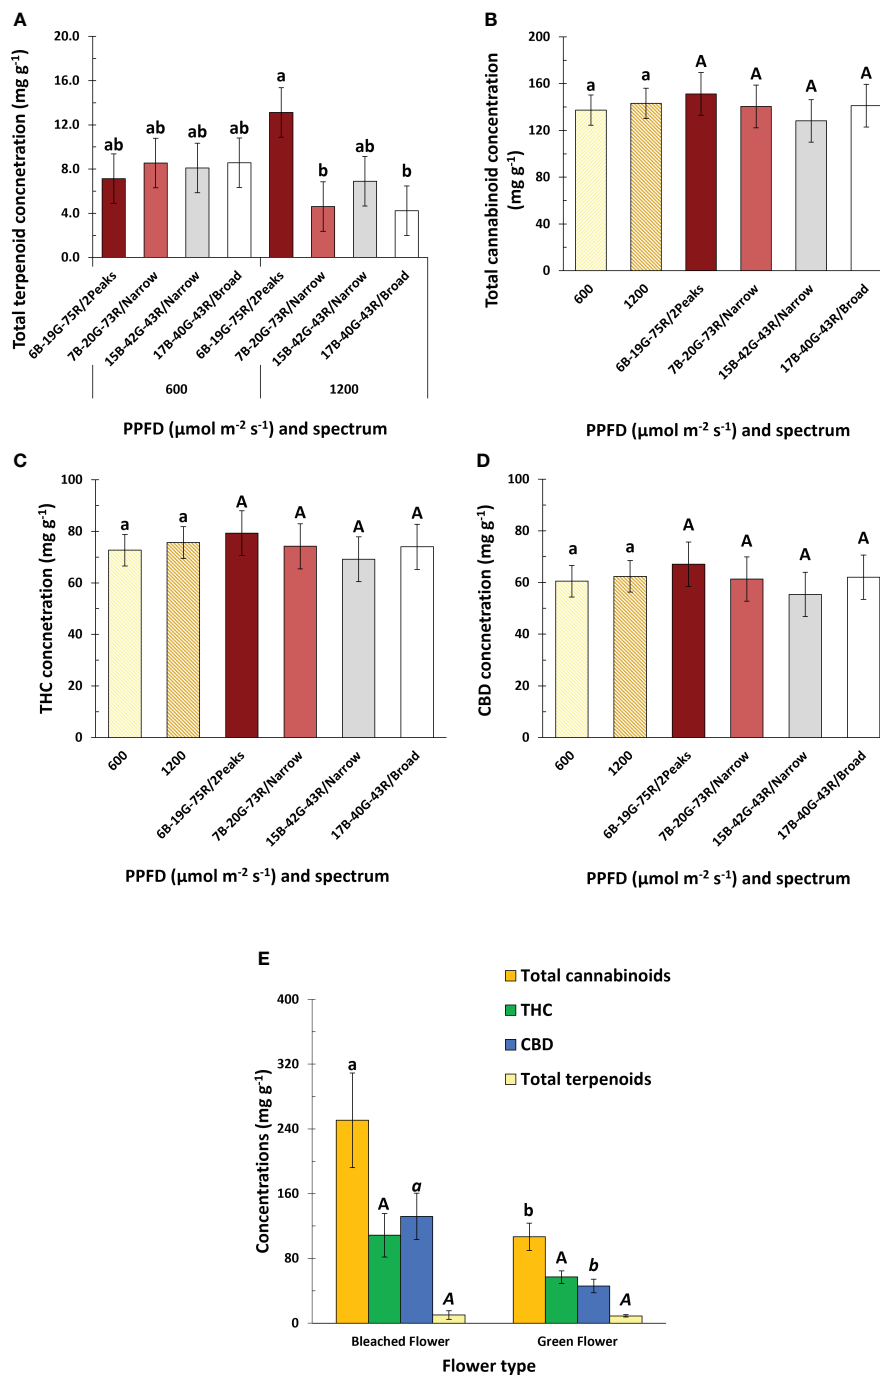 A
Total terpenoid concnetration (mg g⁻¹)
20.0
16.0
12.0
8.0
4.0
0.0
ab
ab
ab
ab
a
b
ab
b
6B-19G-75R/2Peaks
7B-20G-73R/Narrow
15B-42G-43R/Narrow
17B-40G-43R/Broad
6B-19G-75R/2Peaks
7B-20G-73R/Narrow
15B-42G-43R/Narrow
17B-40G-43R/Broad
600
1200
PPFD (μmol m⁻² s⁻¹) and spectrum
B
Total cannabinoid concentration
(mg g⁻¹)
200
160
120
80
40
0
a
a
A
A
A
A
600
1200
6B-19G-75R/2Peaks
7B-20G-73R/Narrow
15B-42G-43R/Narrow
17B-40G-43R/Broad
PPFD (μmol m⁻² s⁻¹) and spectrum
C
THC concnetration (mg g⁻¹)
100
80
60
40
20
0
a
a
A
A
A
A
600
1200
6B-19G-75R/2Peaks
7B-20G-73R/Narrow
15B-42G-43R/Narrow
17B-40G-43R/Broad
PPFD (μmol m⁻² s⁻¹) and spectrum
D
CBD concnetration (mg g⁻¹)
100
80
60
40
20
0
a
a
A
A
A
A
600
1200
6B-19G-75R/2Peaks
7B-20G-73R/Narrow
15B-42G-43R/Narrow
17B-40G-43R/Broad
PPFD (μmol m⁻² s⁻¹) and spectrum
E
Total cannabinoids
THC
CBD
Total terpenoids
Concentrations (mg g⁻¹)
400
320
240
160
80
0
a
A
a
A
b
A
b
A
Bleached Flower
Green Flower
Flower type